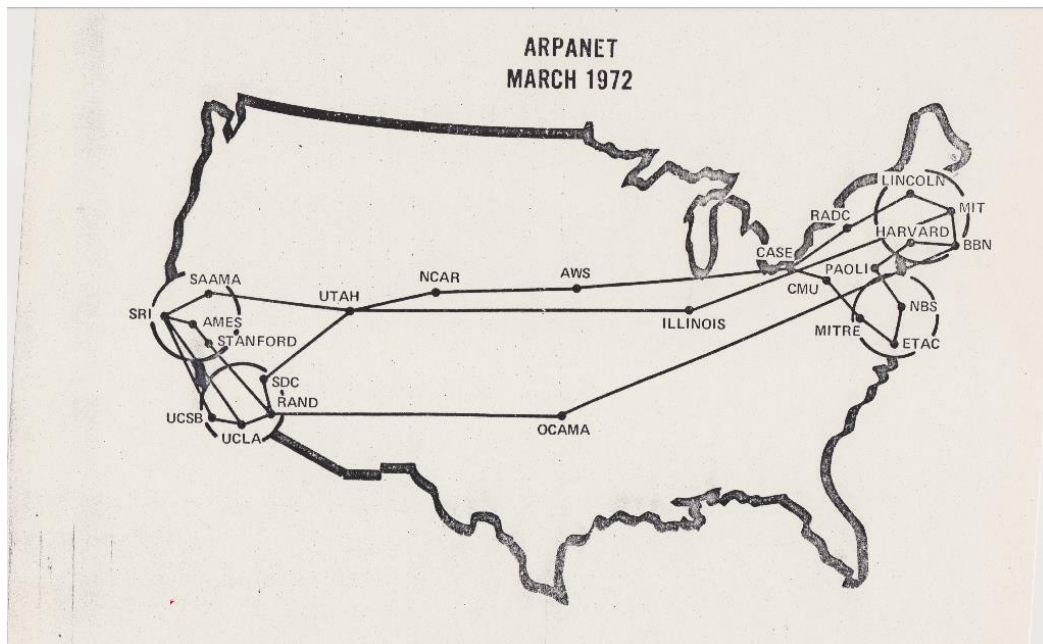 ARPANET
MARCH 1972
LINCOLN
RADC
MIT
HARVARD
BBN
CASE
PAOLI
AWS
NCAR
SAAMA
CMU
UTAH
NBS
SRI
AMES
ILLINOIS
MITRE
STANFORD
ETAC
SDC
RAND
UCSB
OCAMA
UCLA